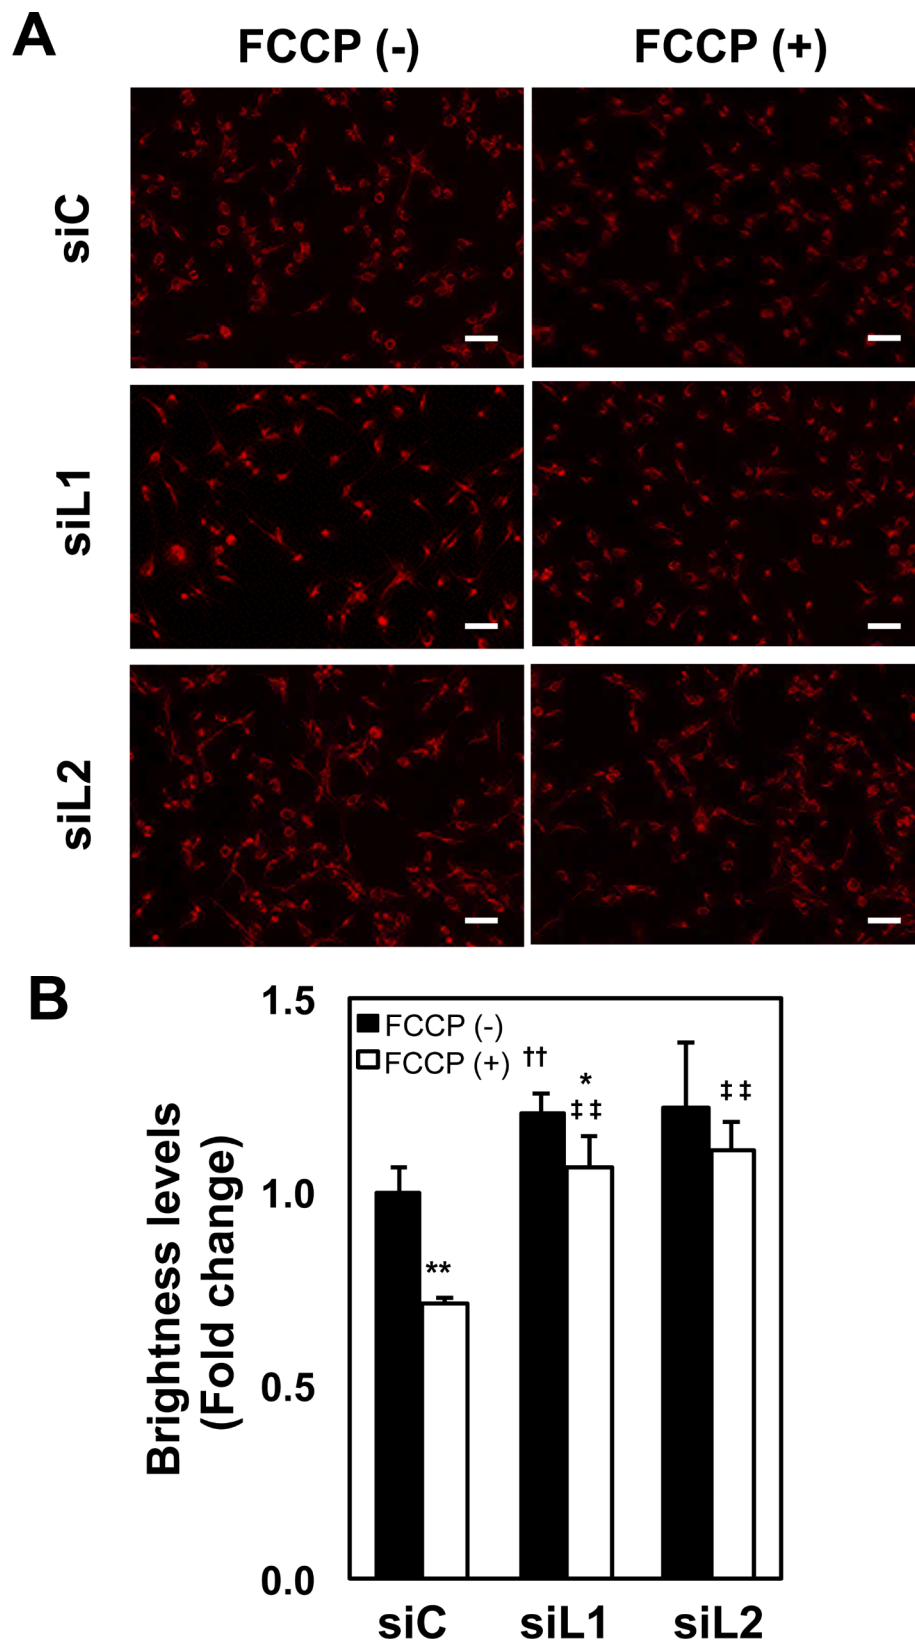 A
FCCP (-)
FCCP (+)
siC
siL1
siL2
B
Brightness levels
(Fold change)
1.5
1.0
0.5
0.0
FCCP (-)
FCCP (+)
**
††
*
‡‡
‡‡
siC
siL1
siL2